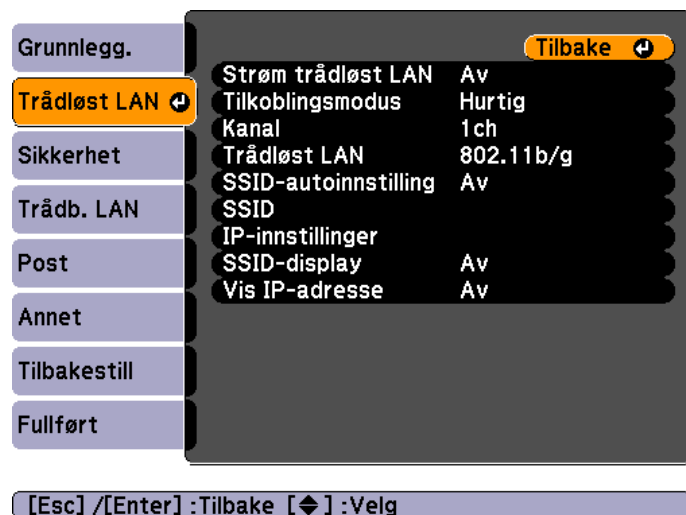 Grunnlegg.
Trådløst LAN
Sikkerhet
Trådb. LAN
Post
Annet
Tilbakestill
Fullført
Tilbake
Strøm trådløst LAN Av
Tilkoblingsmodus Hurtig
Kanal 1ch
Trådløst LAN 802.11b/g
SSID-autoinnstilling Av
SSID
IP-innstillinger
SSID-display Av
Vis IP-adresse Av
[Esc] /[Enter] :Tilbake [◆] :Velg